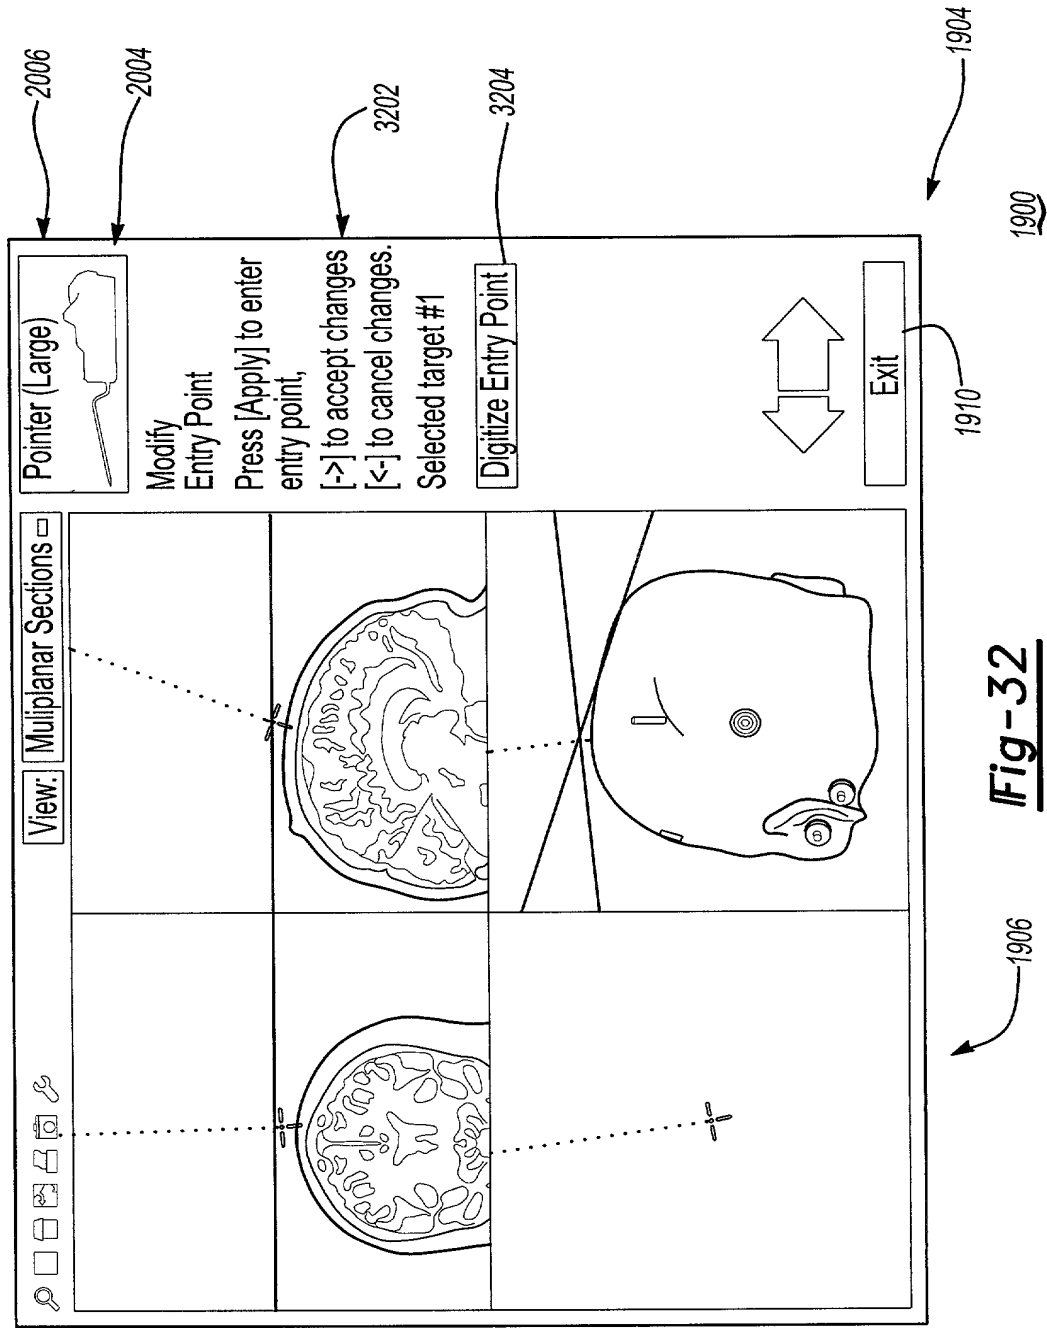 View:
Muliplanar Sections
Pointer (Large)
Modify
Entry Point
Press [Apply] to enter
entry point,
[->] to accept changes
[<-] to cancel changes.
Selected target #1
Digitize Entry Point
Exit
2006
2004
3202
3204
1904
1900
1910
1906
Fig-32